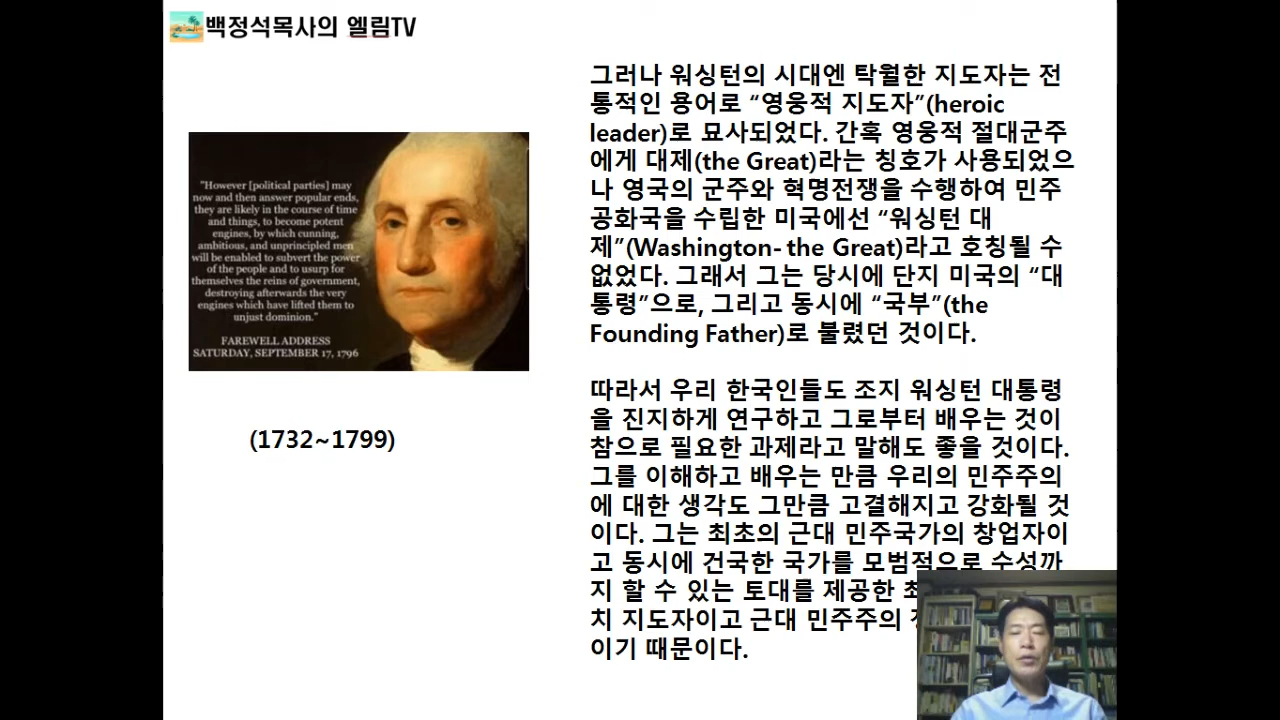 백정석목사의 엘림TV
"However [political parties] may
now and then answer popular ends,
they are likely in the course of time
and things, to become potent
engines, by which cunning,
ambitious, and unprincipled men
will be enabled to subvert the power
of the people and to usurp for
themselves the reins of government,
destroying afterwards the very
engines which have lifted them to
unjust dominion."
FAREWELL ADDRESS
SATURDAY, SEPTEMBER 17, 1796
(1732~1799)
그러나 워싱턴의 시대엔 탁월한 지도자는 전
통적인 용어로 “영웅적 지도자”(heroic
leader)로 묘사되었다. 간혹 영웅적 절대군주
에게 대제(the Great)라는 칭호가 사용되었으
나 영국의 군주와 혁명전쟁을 수행하여 민주
공화국을 수립한 미국에선 “워싱턴 대
제”(Washington- the Great)라고 호칭될 수
없었다. 그래서 그는 당시에 단지 미국의 “대
통령”으로, 그리고 동시에 “국부”(the
Founding Father)로 불렸던 것이다.
따라서 우리 한국인들도 조지 워싱턴 대통령
을 진지하게 연구하고 그로부터 배우는 것이
참으로 필요한 과제라고 말해도 좋을 것이다.
그를 이해하고 배우는 만큼 우리의 민주주의
에 대한 생각도 그만큼 고결해지고 강화될 것
이다. 그는 최초의 근대 민주국가의 창업자이
고 동시에 건국한 국가를 모범적으로 수성까
지 할 수 있는 토대를 제공한
치 지도자이고 근대 민주주의
이기 때문이다.